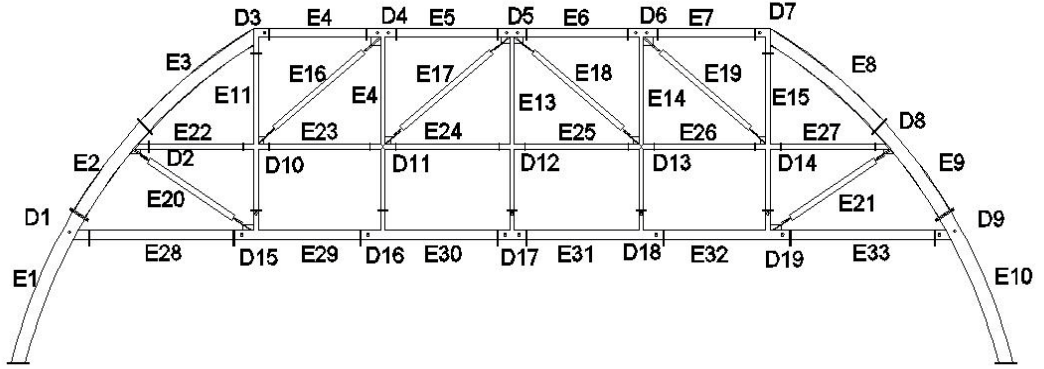 D3 E4 D4 E5 D5 E6 D6 E7 D7
E3 E16 E17 E18 E19 E8
E11 E4 E13 E14 E15
E22 E23 E24 E25 E26 E27 D8
E2 D2 D10 D11 D12 D13 D14 E9
E20 E21
D1 D9
E28 D15 E29 D16 E30 D17 E31 D18 E32 D19 E33
E1 E10